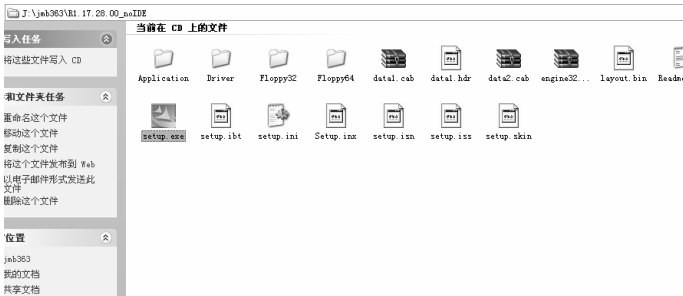 J:\jmb363\R1.17.28.00_noIDE
写入任务
将这些文件写入 CD
和文件夹任务
重命名这个文件
移动这个文件
复制这个文件
将这个文件发布到 Web
以电子邮件形式发送此
文件
删除这个文件
位置
jmb363
我的文档
共享文档
当前在 CD 上的文件
Application Driver Floppy32 Floppy64 data1.cab data1.hdr data2.cab engine32... layout.bin Readme
setup.exe setup.ibt setup.ini Setup.inx setup.isn setup.iss setup.skin